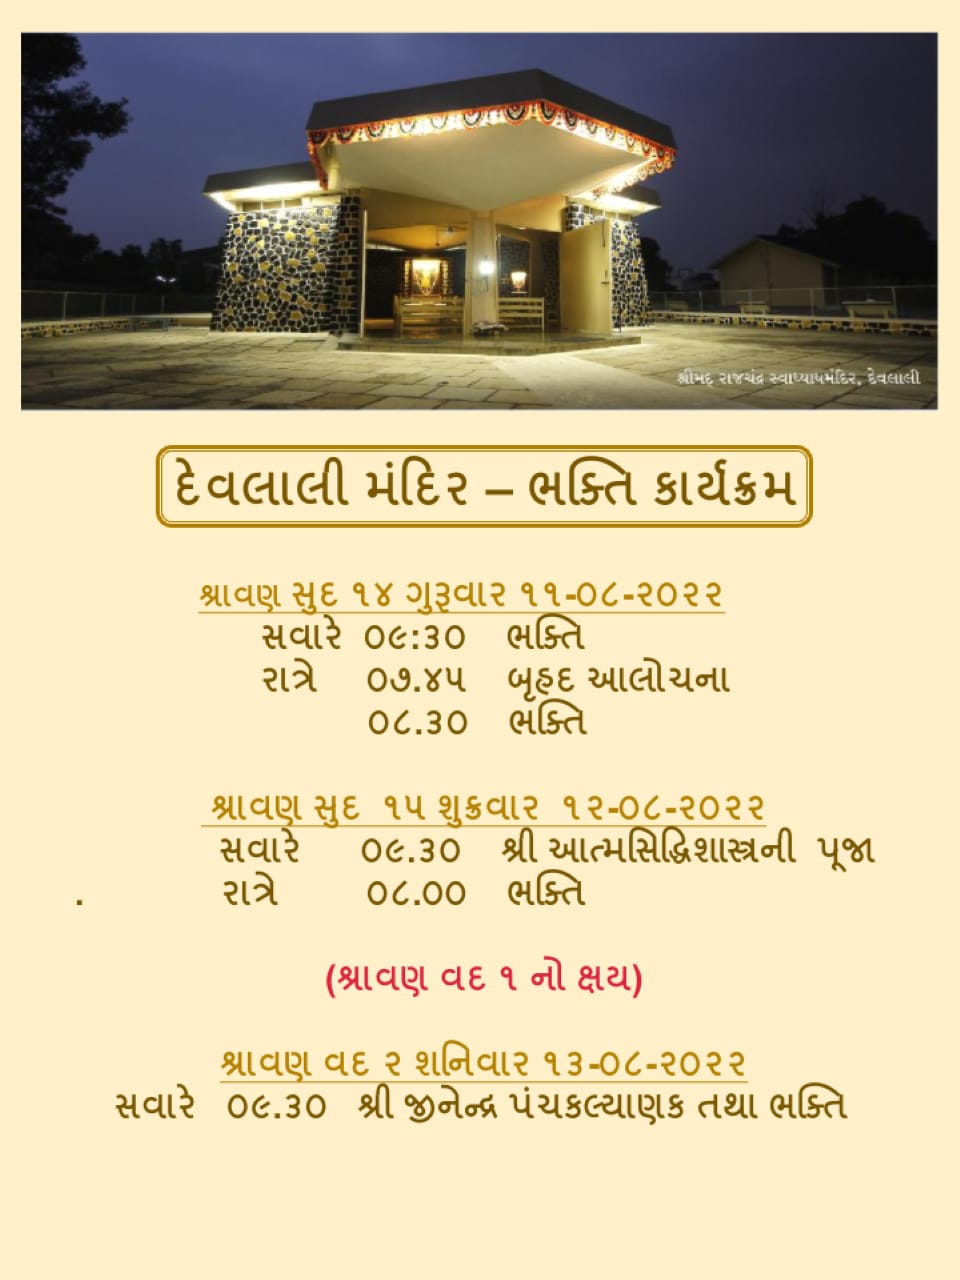 શ્રીમદ્ રાજચંદ્ર સ્વાધ્યાયમંદિર, દેવલાલી
દેવલાલી મંદિર – ભક્તિ કાર્યક્રમ
શ્રાવણ સુદ ૧૪ ગુરૂવાર ૧૧-૦૮-૨૦૨૨
સવારે ૦૯:૩૦ ભક્તિ
રાત્રે ૦૭.૪૫ બૃહદ આલોચના
૦૮.૩૦ ભક્તિ
શ્રાવણ સુદ ૧૫ શુક્રવાર ૧૨-૦૮-૨૦૨૨
સવારે ૦૯.૩૦ શ્રી આત્મસિદ્ધિશાસ્ત્રની પૂજા
. રાત્રે ૦૮.૦૦ ભક્તિ
(શ્રાવણ વદ ૧ નો ક્ષય)
શ્રાવણ વદ ૨ શનિવાર ૧૩-૦૮-૨૦૨૨
સવારે ૦૯.૩૦ શ્રી જીનેન્દ્ર પંચકલ્યાણક તથા ભક્તિ